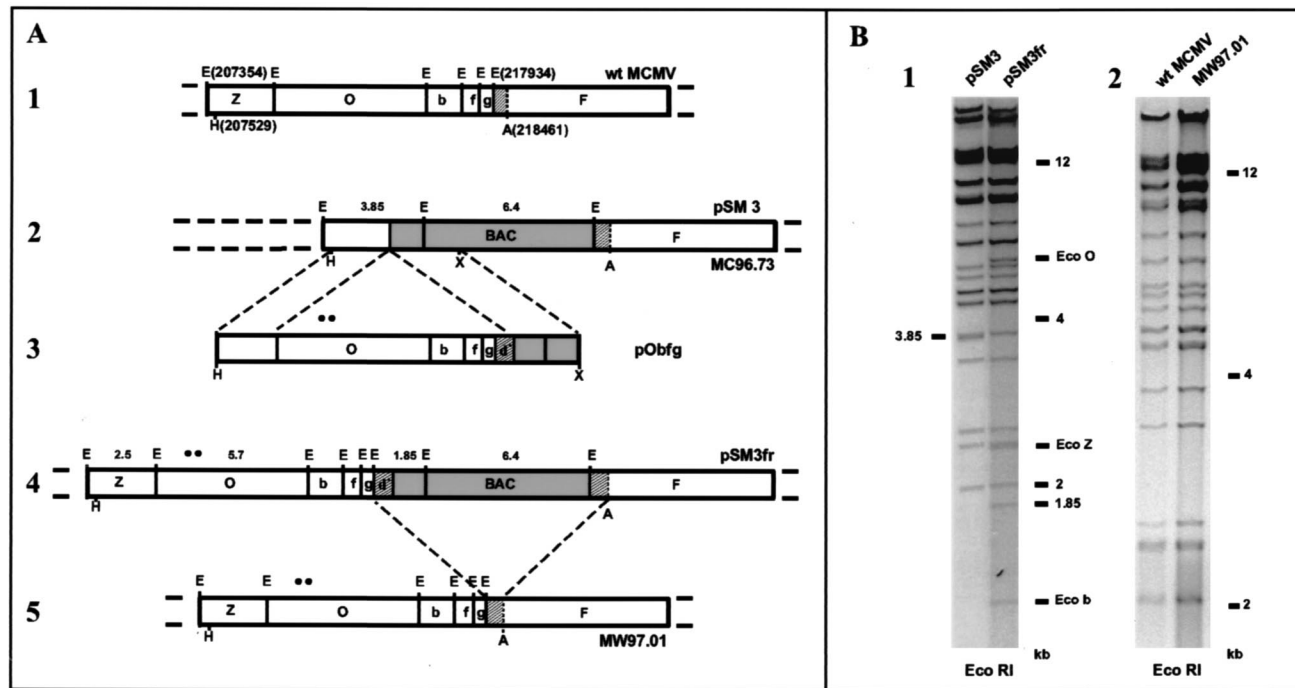 A
1
E(207354) E E E E E(217934) wt MCMV
Z O b f g F
H(207529) A(218461)
2
E 3.85 E 6.4 E pSM 3
BAC F
H X A MC96.73
3
O b f g d' pObfg
H X
4
E 2.5 E 5.7 E E E E 1.85 E 6.4 E pSM3fr
Z O b f g d' BAC F
H A
5
E E E E E E
Z O b f g F
H A MW97.01
B
1
pSM3
pSM3fr
12
Eco O
4
3.85
Eco Z
2
1.85
Eco b
kb
Eco RI
2
wt MCMV
MW97.01
12
4
2
kb
Eco RI